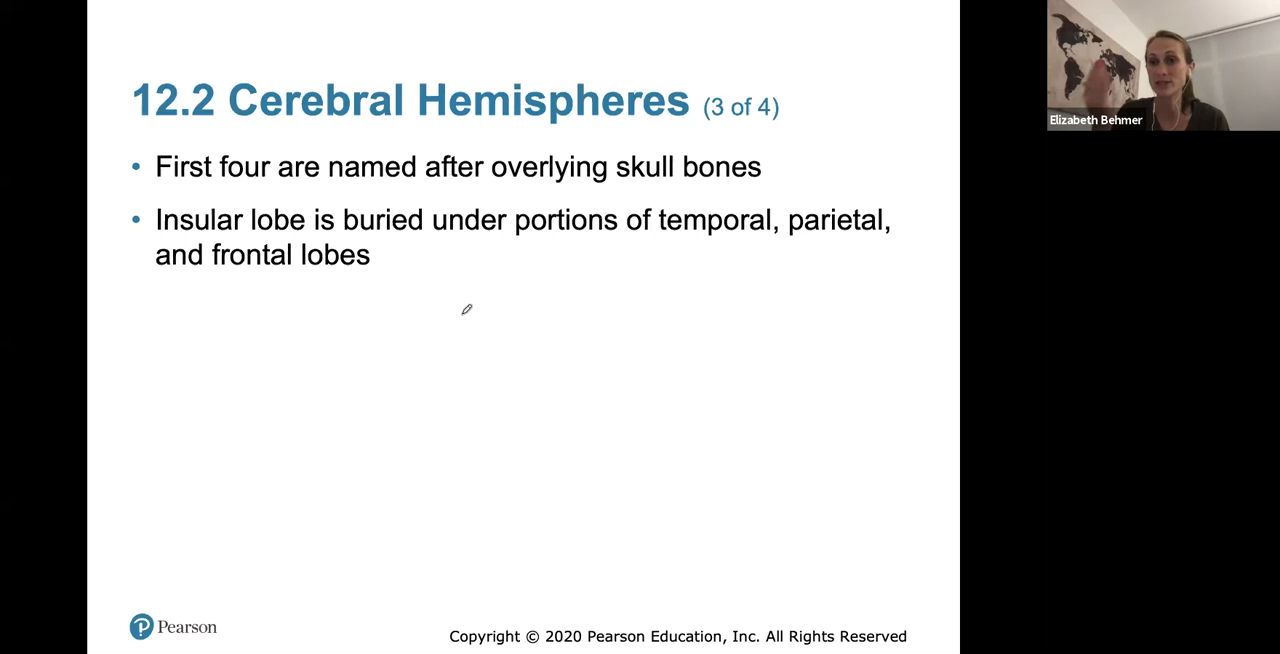 12.2 Cerebral Hemispheres (3 of 4)
• First four are named after overlying skull bones
• Insular lobe is buried under portions of temporal, parietal,
and frontal lobes
Elizabeth Behmer
Pearson
Copyright © 2020 Pearson Education, Inc. All Rights Reserved